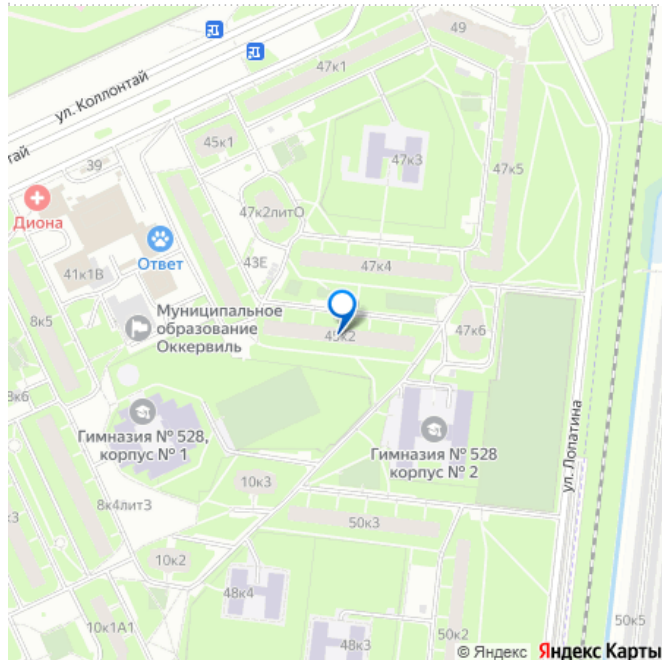 49
47к1
ул. Коллонтай
45к1
тай
39
47к3
47к5
Диона
47к2литО
Ответ
43Е
47к4
41к1В
8к5
Муниципальное
образование
Оккервиль
45к2
47к6
8к6
Гимназия № 528,
корпус № 1
Гимназия № 528
корпус № 2
ул. Лопатина
10к3
8к4литЗ
к3
50к3
10к2
48к4
10к1А1
48к3
50к2
50к5
© Яндекс Яндекс Карты